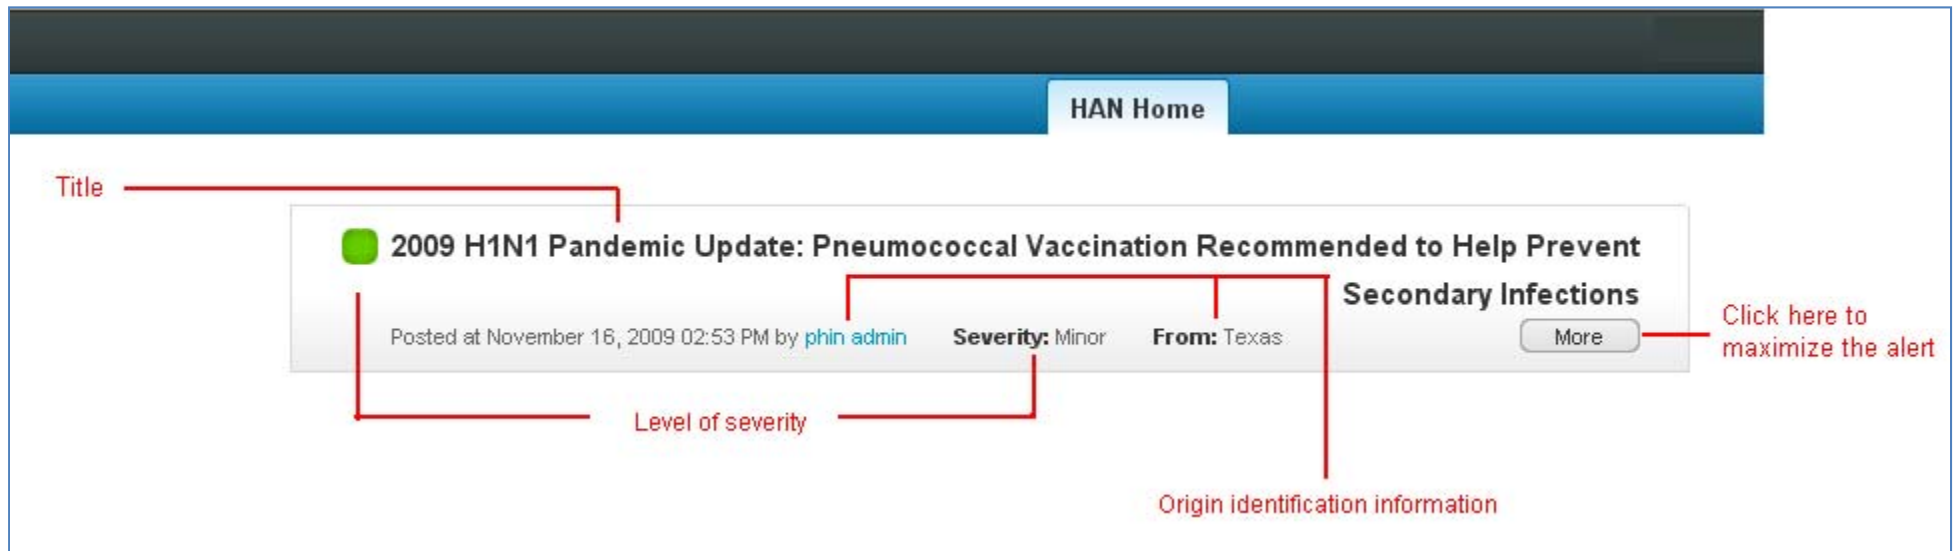 HAN Home
Title
2009 H1N1 Pandemic Update: Pneumococcal Vaccination Recommended to Help Prevent
Secondary Infections
Posted at November 16, 2009 02:53 PM by phin admin Severity: Minor From: Texas
More
Click here to
maximize the alert
Level of severity
Origin identification information